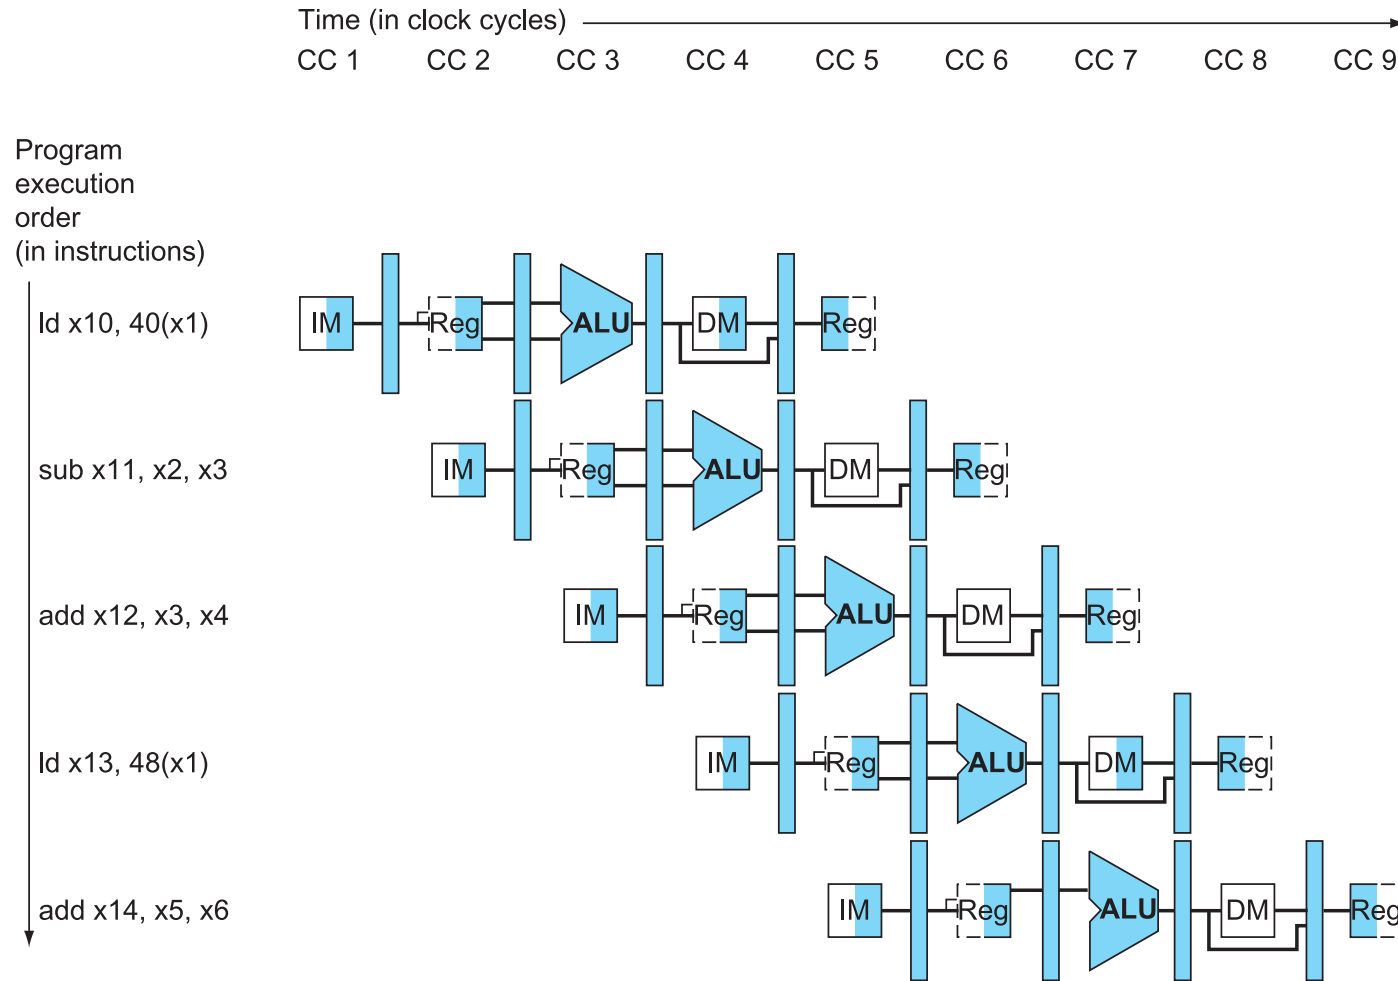 Time (in clock cycles)
CC 1 CC 2 CC 3 CC 4 CC 5 CC 6 CC 7 CC 8 CC 9
Program
execution
order
(in instructions)
ld x10, 40(x1) IM Reg ALU DM Reg
sub x11, x2, x3 IM Reg ALU DM Reg
add x12, x3, x4 IM Reg ALU DM Reg
ld x13, 48(x1) IM Reg ALU DM Reg
add x14, x5, x6 IM Reg ALU DM Reg